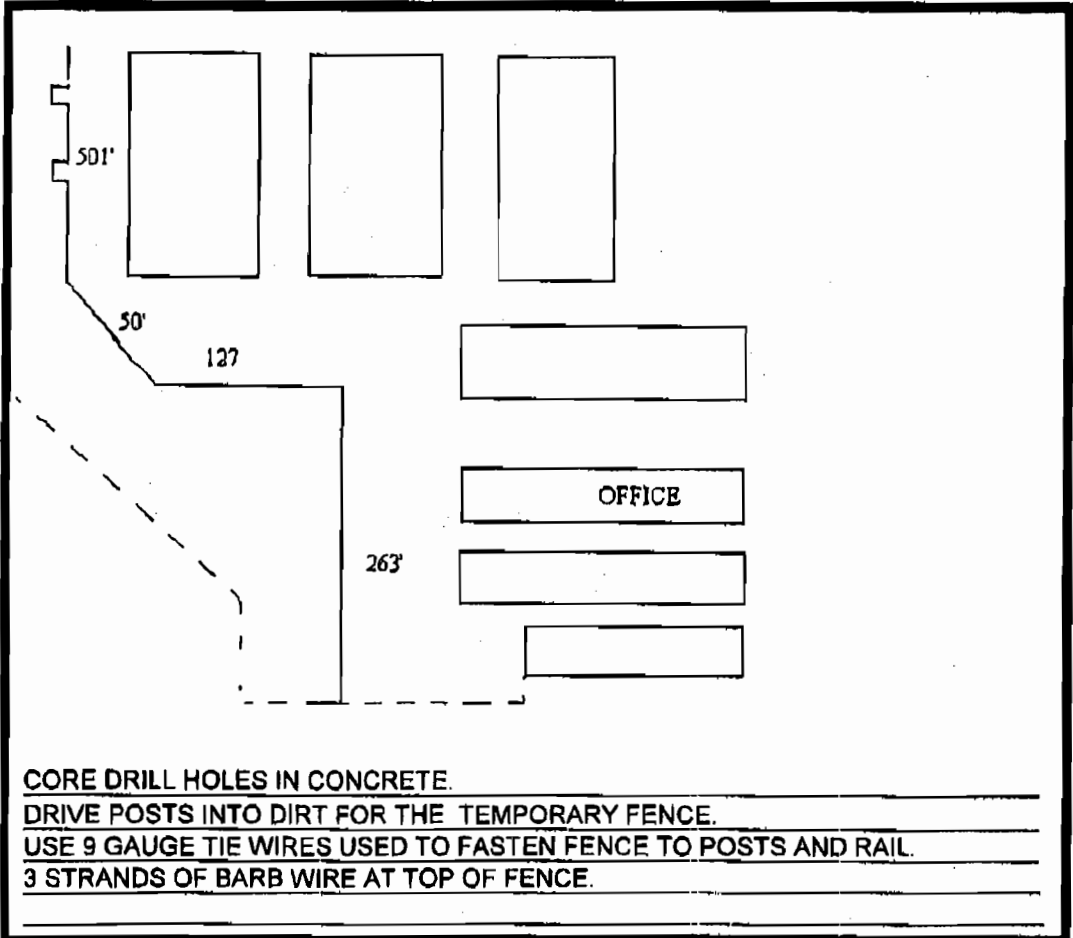 501'
50'
127
OFFICE
263'
CORE DRILL HOLES IN CONCRETE.
DRIVE POSTS INTO DIRT FOR THE TEMPORARY FENCE.
USE 9 GAUGE TIE WIRES USED TO FASTEN FENCE TO POSTS AND RAIL.
3 STRANDS OF BARB WIRE AT TOP OF FENCE.